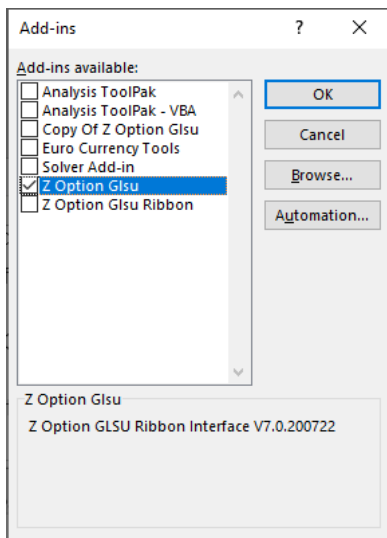 Add-ins ? ×
Add-ins available:
Analysis ToolPak
Analysis ToolPak - VBA
Copy Of Z Option Glsu
Euro Currency Tools
Solver Add-in
Z Option Glsu
Z Option Glsu Ribbon
OK
Cancel
Browse...
Automation...
Z Option Glsu
Z Option GLSU Ribbon Interface V7.0.200722